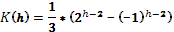 K(h) = 1/3 * (2^{h-2} - (-1)^{h-2})